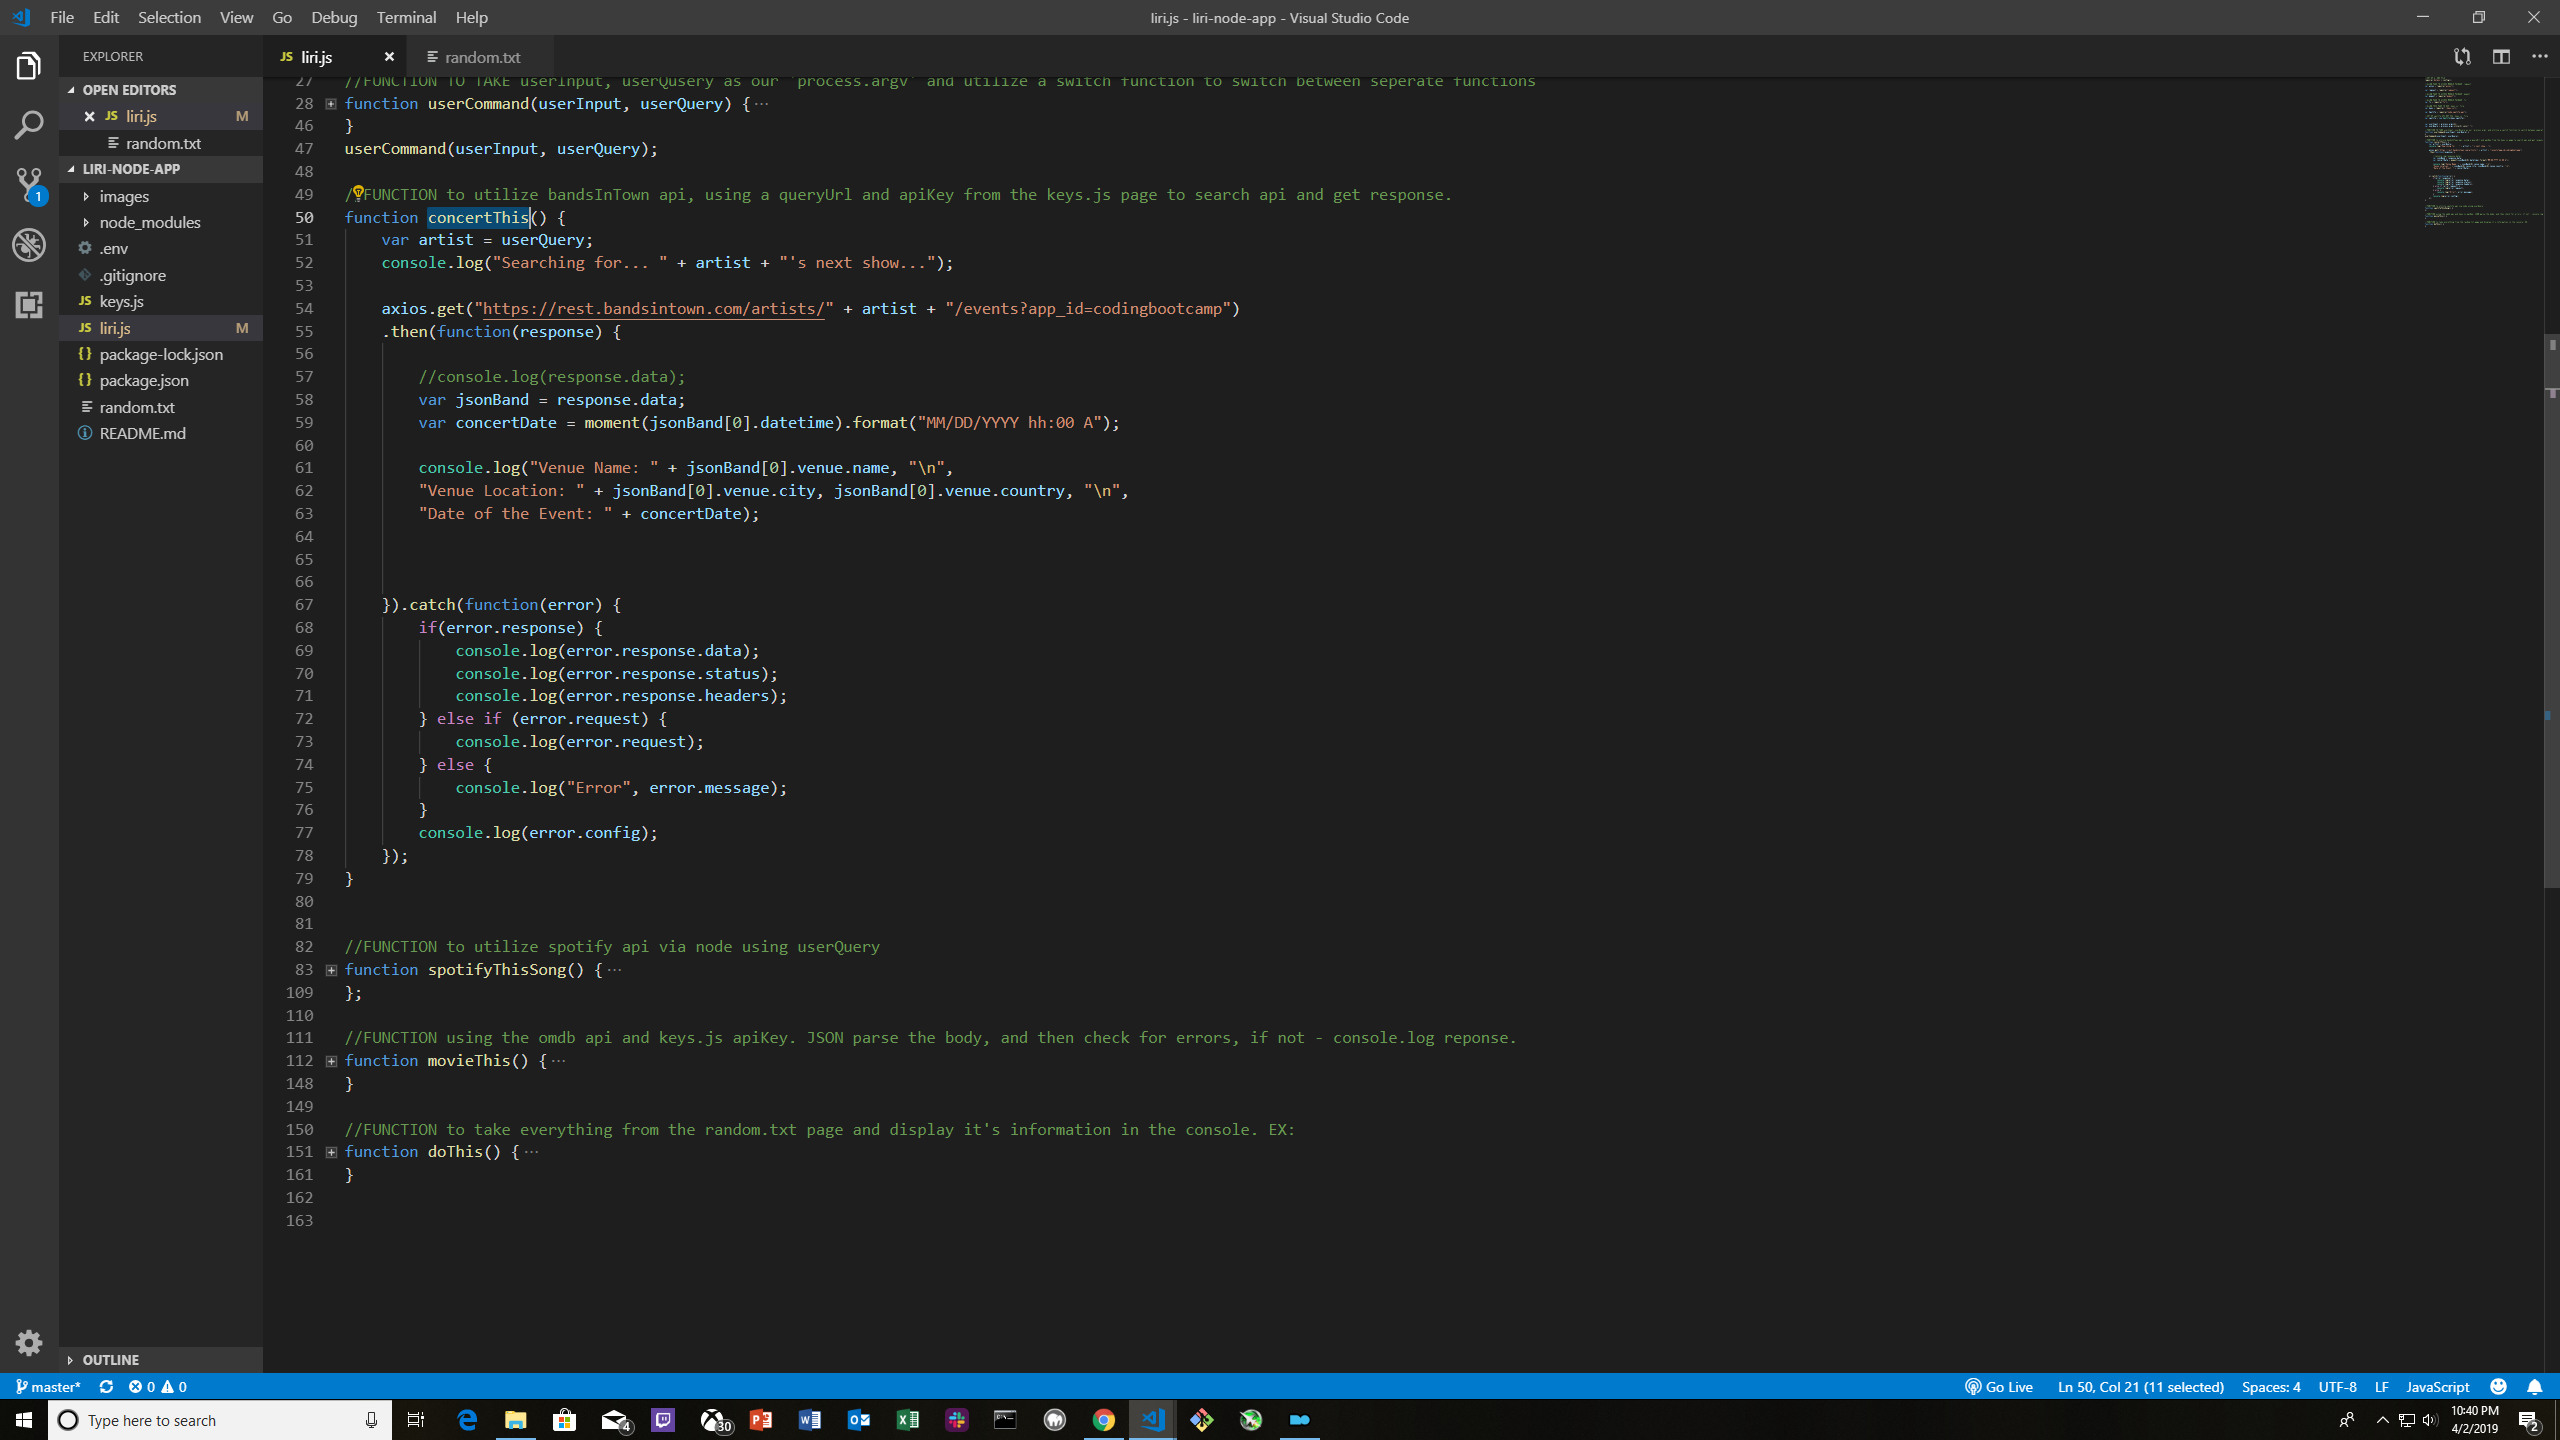 File Edit Selection View Go Debug Terminal Help
liri.js - liri-node-app - Visual Studio Code
EXPLORER
OPEN EDITORS
JS liri.js M
random.txt
LIRI-NODE-APP
images
node_modules
.env
.gitignore
JS keys.js
JS liri.js M
{} package-lock.json
{} package.json
random.txt
README.md
OUTLINE
1
JS liri.js
random.txt
27 //FUNCTION TO TAKE userInput, userQusery as our `process.argv` and utilize a switch function to switch between seperate functions
28 function userCommand(userInput, userQuery) {···
46 }
47 userCommand(userInput, userQuery);
48
49 //FUNCTION to utilize bandsInTown api, using a queryUrl and apiKey from the keys.js page to search api and get response.
50 function concertThis() {
51 var artist = userQuery;
52 console.log("Searching for... " + artist + "'s next show...");
53
54 axios.get("https://rest.bandsintown.com/artists/" + artist + "/events?app_id=codingbootcamp")
55 .then(function(response) {
56
57 //console.log(response.data);
58 var jsonBand = response.data;
59 var concertDate = moment(jsonBand[0].datetime).format("MM/DD/YYYY hh:00 A");
60
61 console.log("Venue Name: " + jsonBand[0].venue.name, "\n",
62 "Venue Location: " + jsonBand[0].venue.city, jsonBand[0].venue.country, "\n",
63 "Date of the Event: " + concertDate);
64
65
66
67 }).catch(function(error) {
68 if(error.response) {
69 console.log(error.response.data);
70 console.log(error.response.status);
71 console.log(error.response.headers);
72 } else if (error.request) {
73 console.log(error.request);
74 } else {
75 console.log("Error", error.message);
76 }
77 console.log(error.config);
78 });
79 }
80
81
82 //FUNCTION to utilize spotify api via node using userQuery
83 function spotifyThisSong() {···
109 };
110
111 //FUNCTION using the omdb api and keys.js apiKey. JSON parse the body, and then check for errors, if not - console.log reponse.
112 function movieThis() {···
148 }
149
150 //FUNCTION to take everything from the random.txt page and display it's information in the console. EX:
151 function doThis() {···
161 }
162
163
master* 0 0
Go Live Ln 50, Col 21 (11 selected) Spaces: 4 UTF-8 LF JavaScript
Type here to search
4
30
10:40 PM
4/2/2019
2